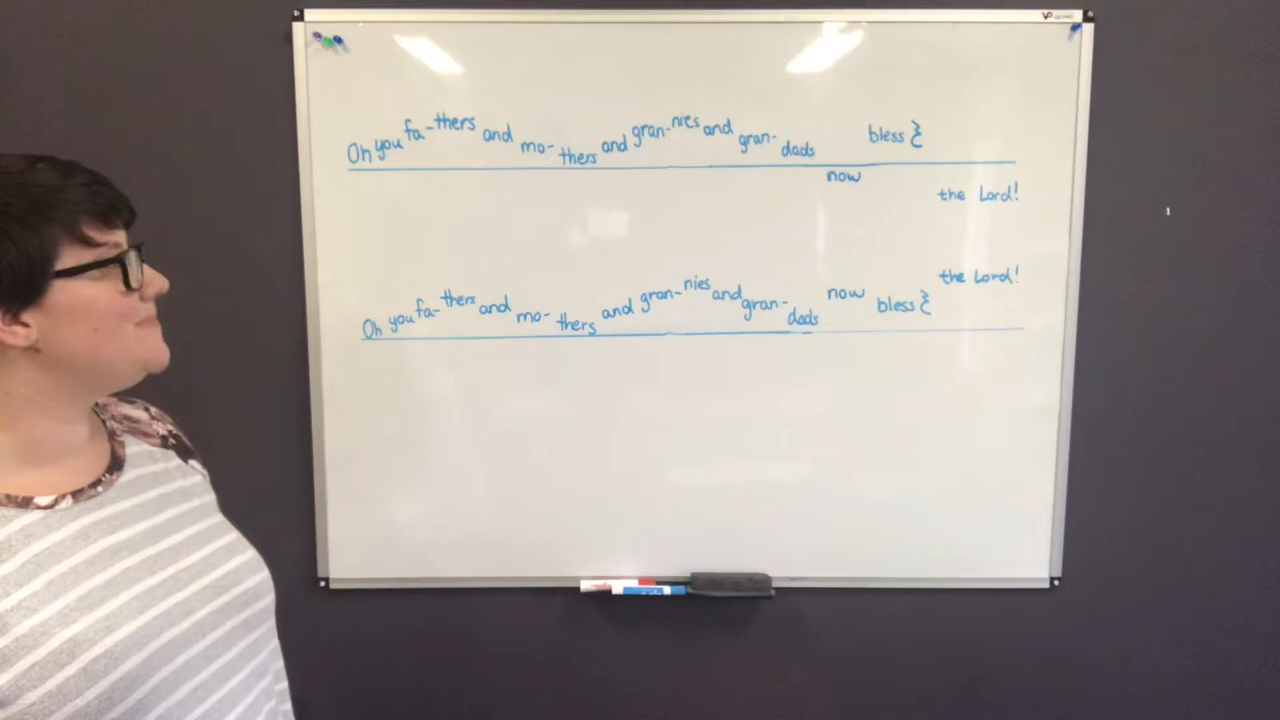 Oh you fa-thers and mo-thers and gran-nies and gran-dads now bless the Lord!
Oh you fa-thers and mo-thers and gran-nies and gran-dads now bless the Lord!